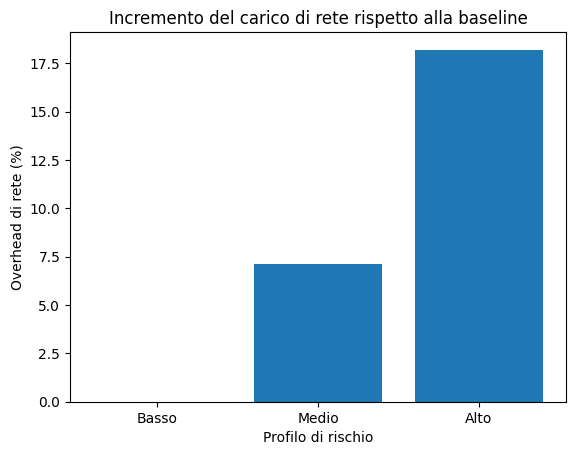 Incremento del carico di rete rispetto alla baseline
Overhead di rete (%)
17.5
15.0
12.5
10.0
7.5
5.0
2.5
0.0
Basso
Medio
Alto
Profilo di rischio